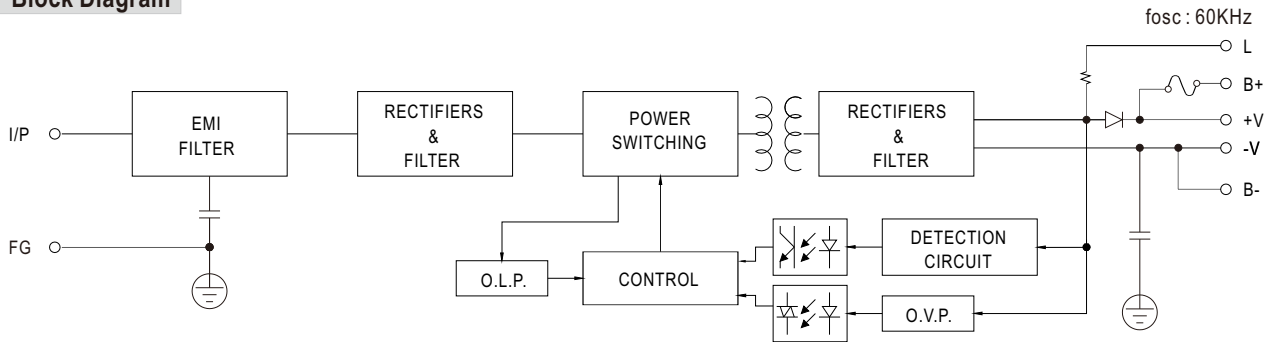 Block Diagram
fosc : 60KHz
L
B+
+V
-V
B-
I/P
FG
EMI
FILTER
RECTIFIERS
&
FILTER
POWER
SWITCHING
RECTIFIERS
&
FILTER
O.L.P.
CONTROL
DETECTION
CIRCUIT
O.V.P.